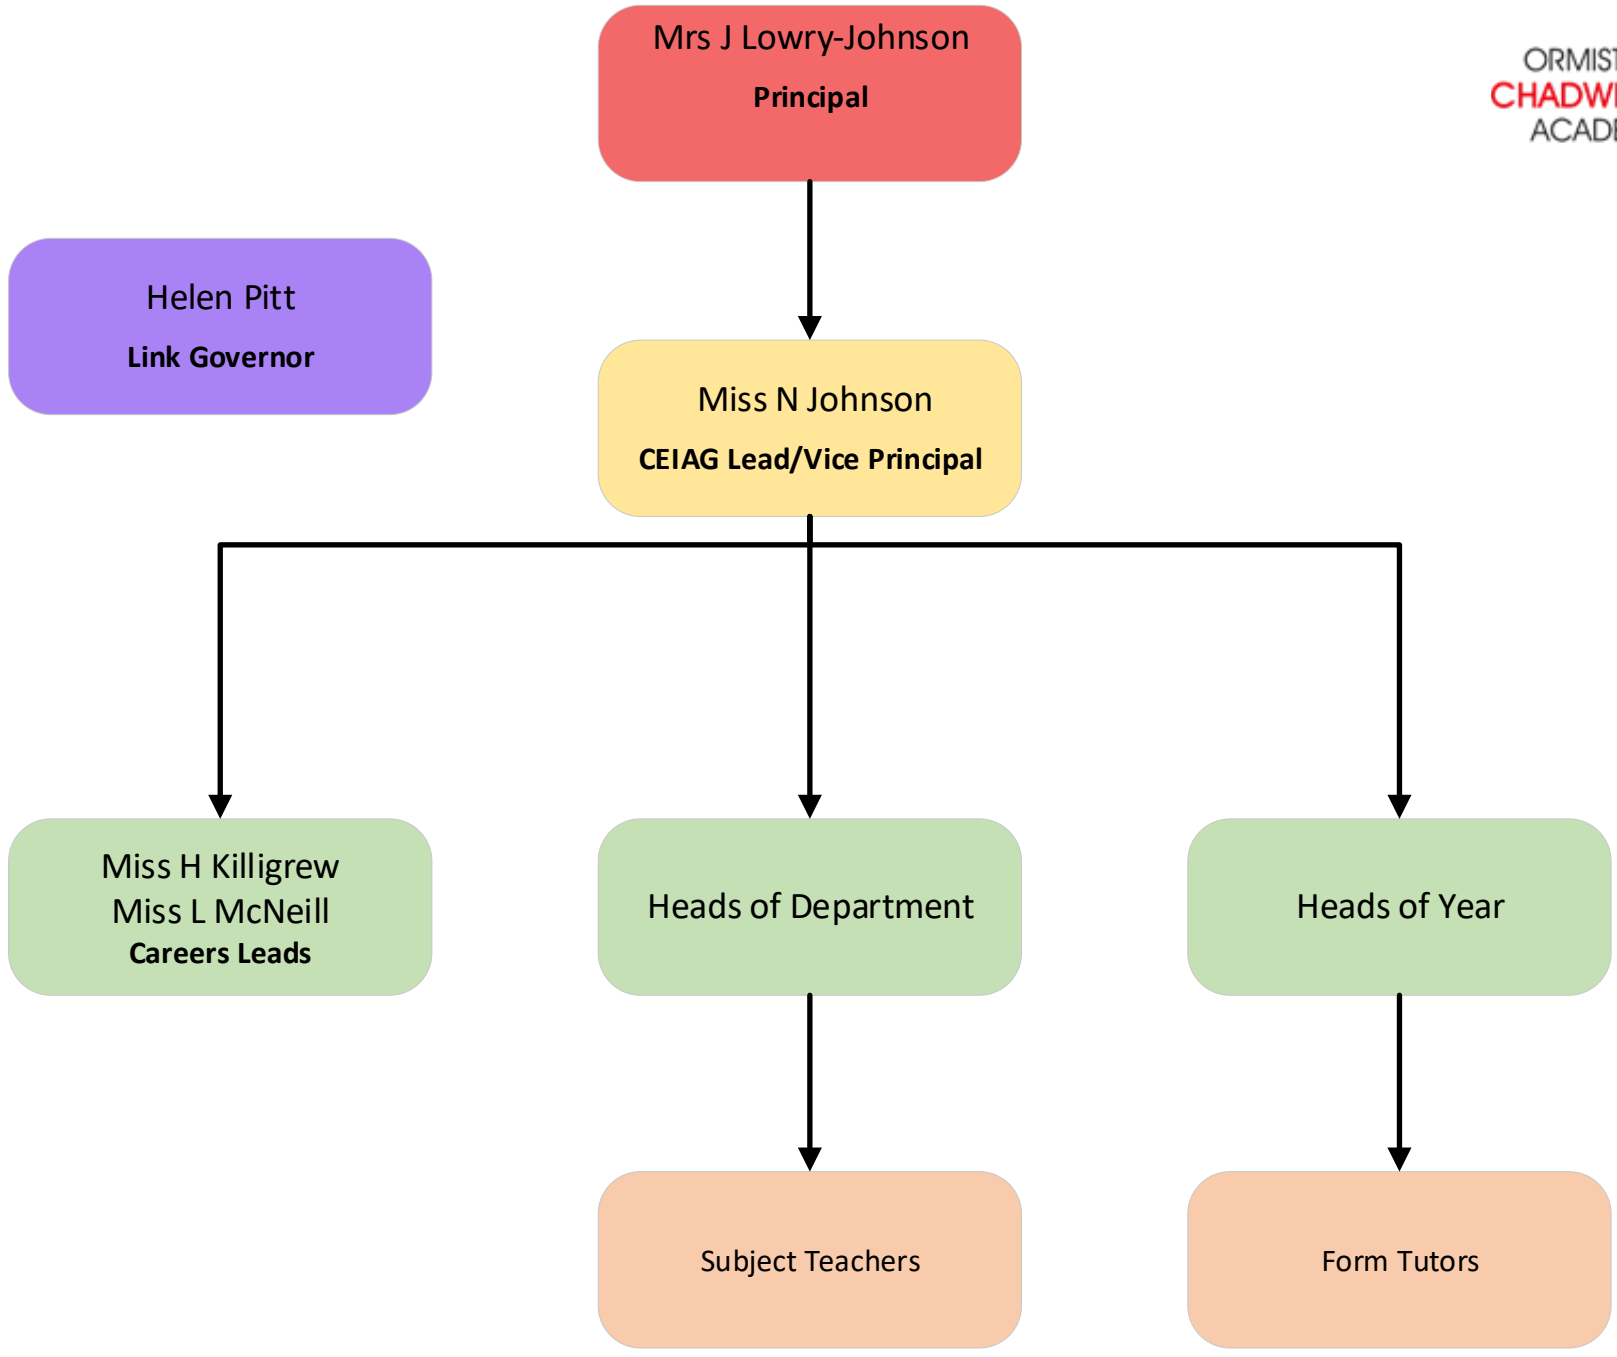 Mrs J Lowry-Johnson
Principal
Helen Pitt
Link Governor
Miss N Johnson
CEIAG Lead/Vice Principal
Miss H Killigrew
Miss L McNeill
Careers Leads
Heads of Department
Heads of Year
Subject Teachers
Form Tutors